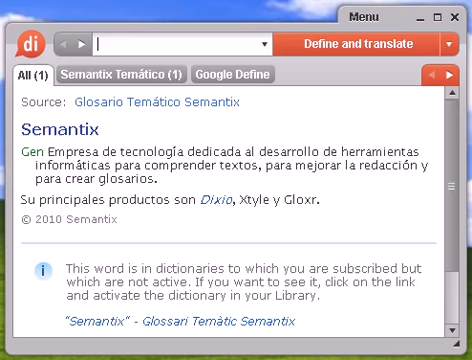 Menu
di
Define and translate
All (1)
Semantix Temático (1)
Google Define
Source: Glosario Temático Semantix
Semantix
Gen Empresa de tecnología dedicada al desarrollo de herramientas
informáticas para comprender textos, para mejorar la redacción y
para crear glosarios.
Su principales productos son Dixio, Xtyle y Gloxr.
© 2010 Semantix
i
This word is in dictionaries to which you are subscribed but
which are not active. If you want to see it, click on the link
and activate the dictionary in your Library.
"Semantix" - Glossari Temàtic Semantix